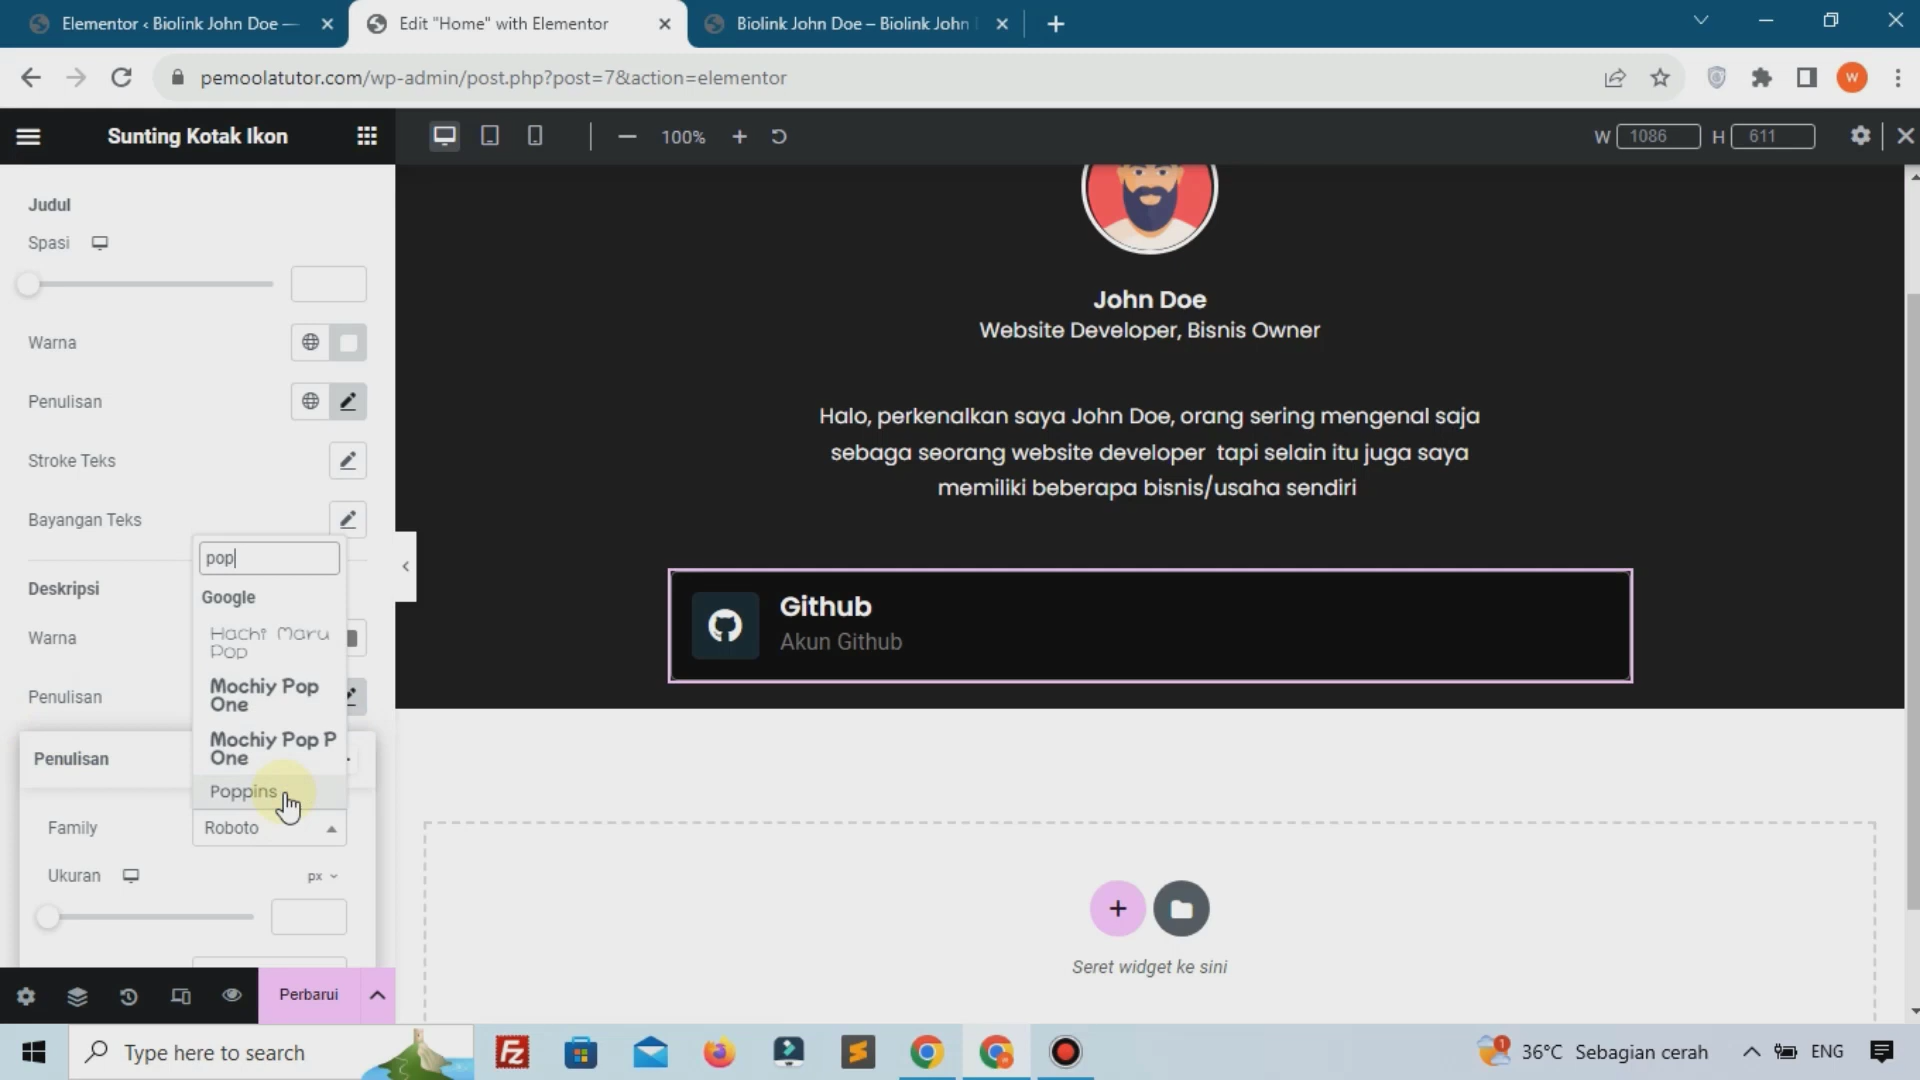 Elementor ‹ Biolink John Doe —
Edit "Home" with Elementor
Biolink John Doe – Biolink John
pemoolatutor.com/wp-admin/post.php?post=7&action=elementor
W
Sunting Kotak Ikon
100%
W 1086 H 611
Judul
Spasi
Warna
Penulisan
Stroke Teks
Bayangan Teks
pop
Google
Deskripsi
Hachi Maru
Pop
Warna
Mochiy Pop
One
Penulisan
Mochiy Pop P
One
Penulisan
Poppins
Family
Roboto
Ukuran
px
Perbarui
John Doe
Website Developer, Bisnis Owner
Halo, perkenalkan saya John Doe, orang sering mengenal saja
sebaga seorang website developer tapi selain itu juga saya
memiliki beberapa bisnis/usaha sendiri
Github
Akun Github
Seret widget ke sini
Type here to search
Fz
1
36°C Sebagian cerah
ENG